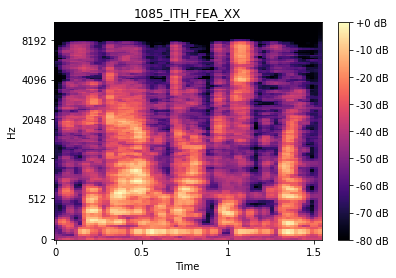 1085_ITH_FEA_XX
Hz
8192
4096
2048
1024
512
0
0
0.5
1
1.5
Time
+0 dB
-10 dB
-20 dB
-30 dB
-40 dB
-50 dB
-60 dB
-70 dB
-80 dB